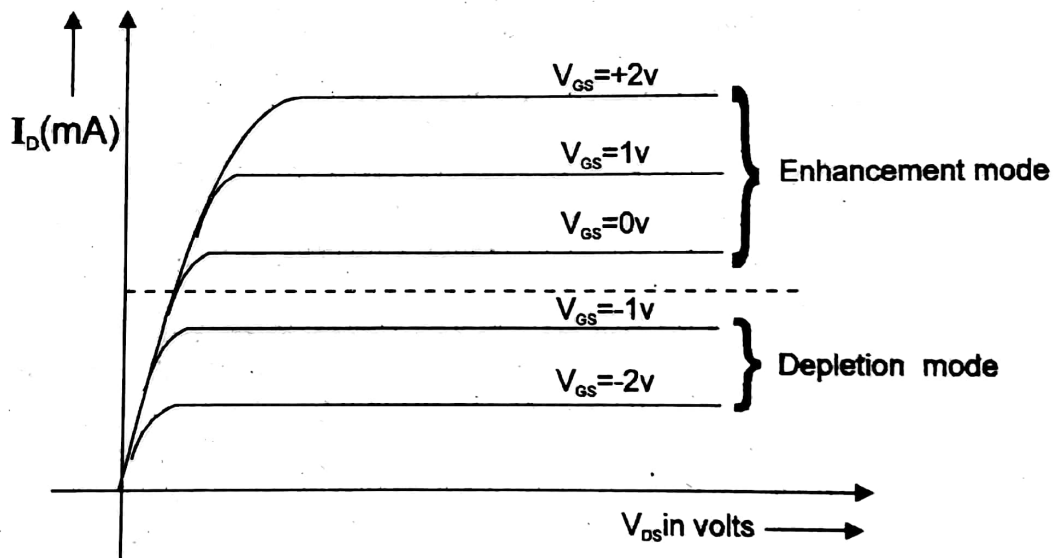 V_GS=+2v
I_D(mA)
V_GS=1v
Enhancement mode
V_GS=0v
V_GS=-1v
Depletion mode
V_GS=-2v
V_DS in volts